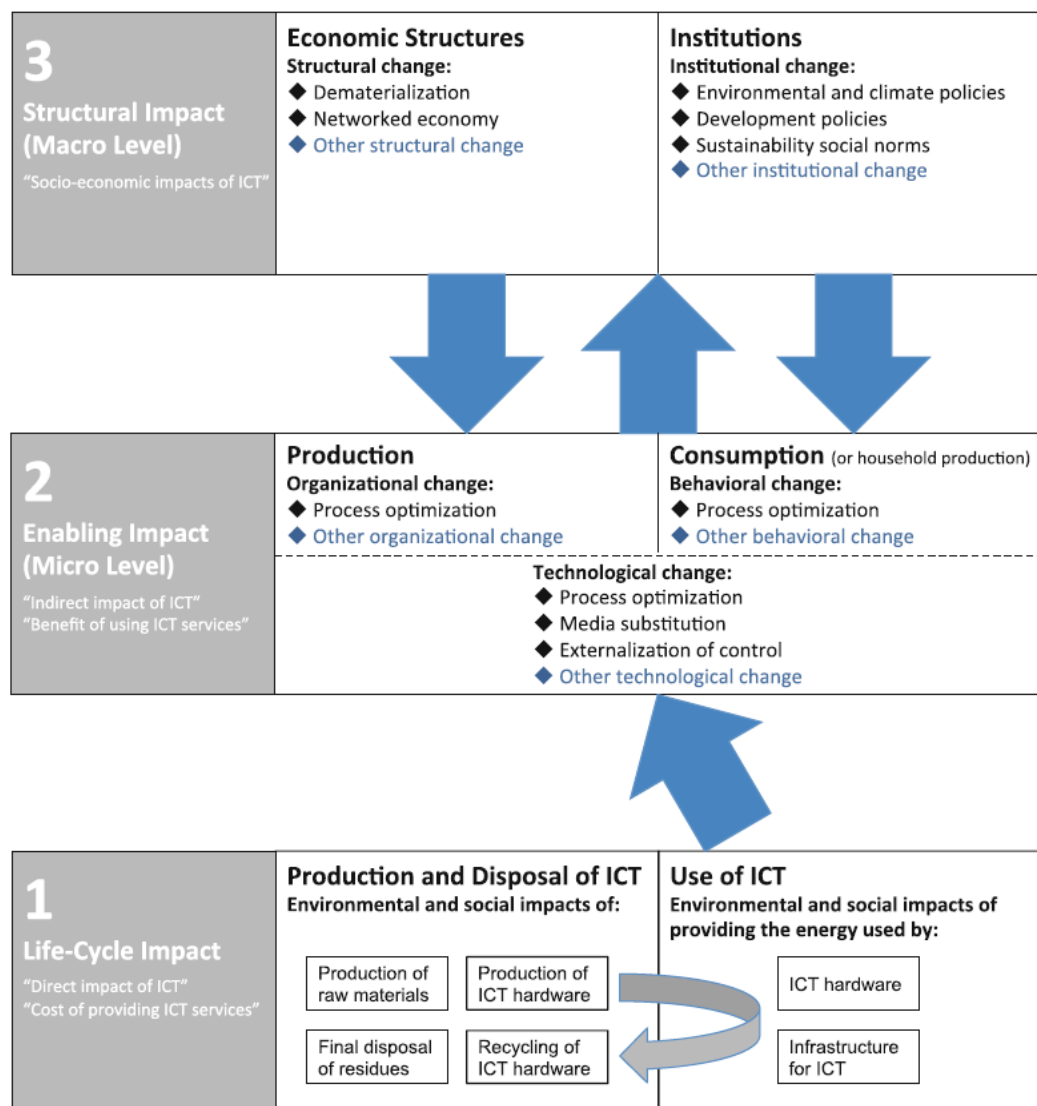 3
Structural Impact
(Macro Level)
“Socio-economic impacts of ICT”
Economic Structures
Structural change:
◆ Dematerialization
◆ Networked economy
◆ Other structural change
Institutions
Institutional change:
◆ Environmental and climate policies
◆ Development policies
◆ Sustainability social norms
◆ Other institutional change
2
Enabling Impact
(Micro Level)
“Indirect impact of ICT”
“Benefit of using ICT services”
Production
Organizational change:
◆ Process optimization
◆ Other organizational change
Consumption (or household production)
Behavioral change:
◆ Process optimization
◆ Other behavioral change
Technological change:
◆ Process optimization
◆ Media substitution
◆ Externalization of control
◆ Other technological change
1
Life-Cycle Impact
“Direct impact of ICT”
“Cost of providing ICT services”
Production and Disposal of ICT
Environmental and social impacts of:
Production of
raw materials
Production of
ICT hardware
Final disposal
of residues
Recycling of
ICT hardware
Use of ICT
Environmental and social impacts of
providing the energy used by:
ICT hardware
Infrastructure
for ICT